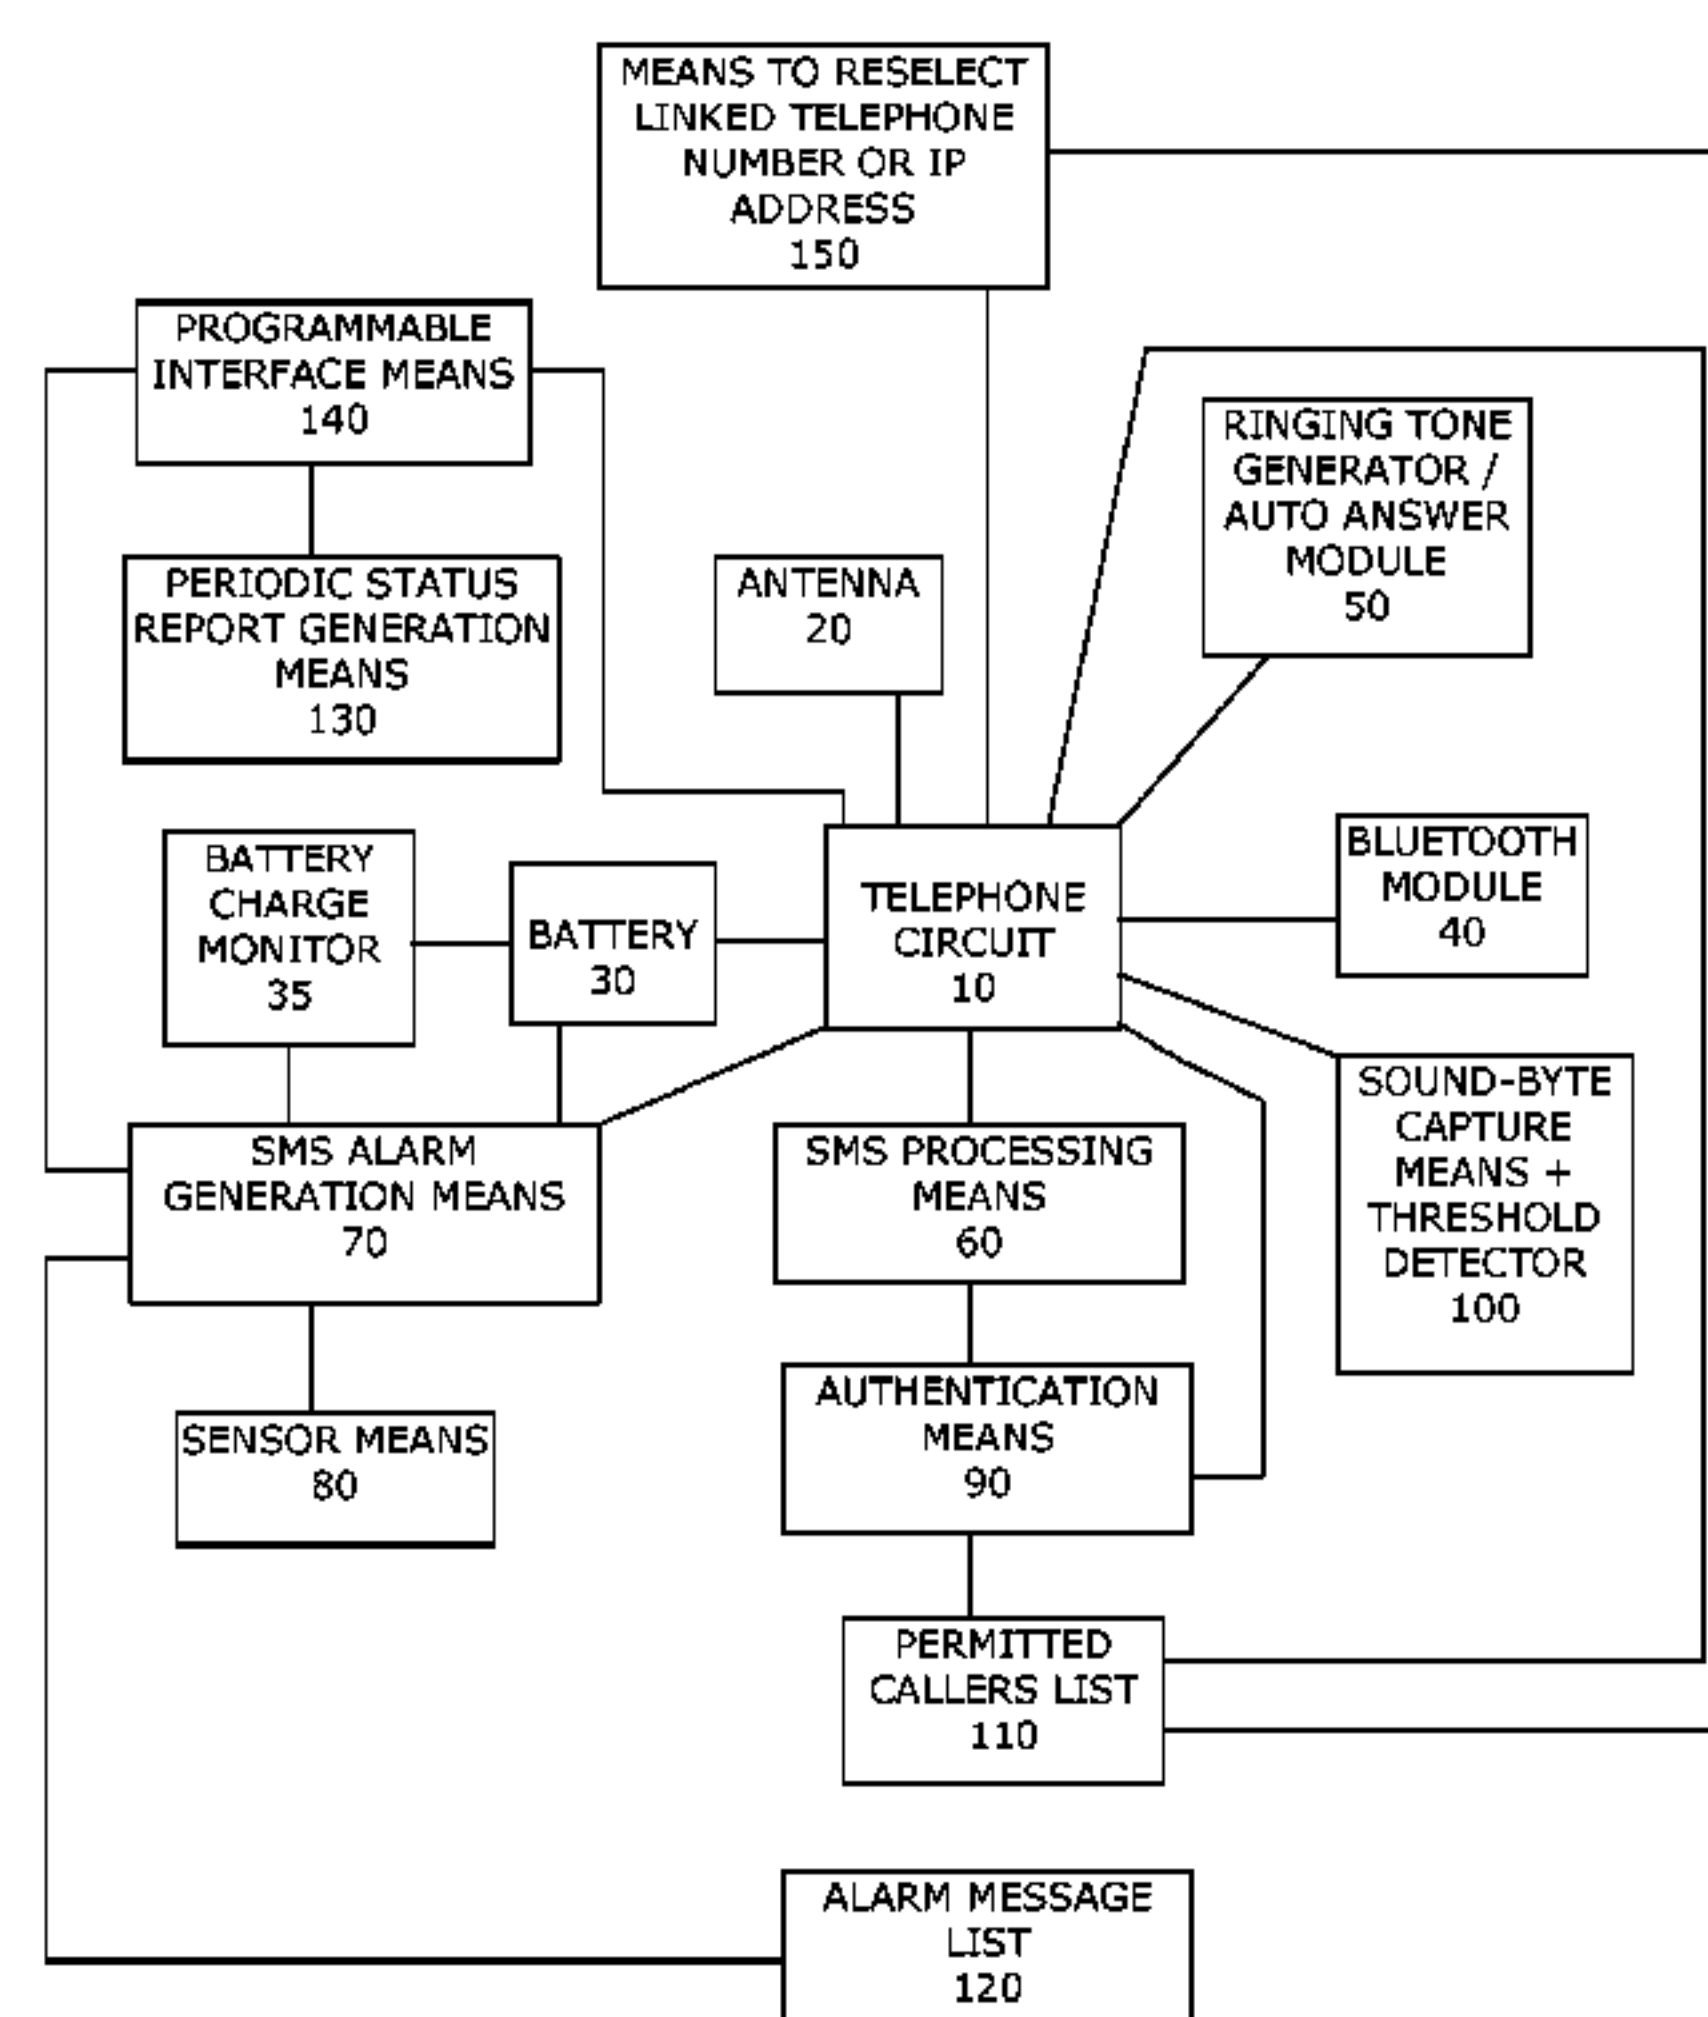 MEANS TO RESELECT
LINKED TELEPHONE
NUMBER OR IP
ADDRESS
150
PROGRAMMABLE
INTERFACE MEANS
140
RINGING TONE
GENERATOR /
AUTO ANSWER
MODULE
50
PERIODIC STATUS
REPORT GENERATION
MEANS
130
ANTENNA
20
BATTERY
CHARGE
MONITOR
35
BATTERY
30
TELEPHONE
CIRCUIT
10
BLUETOOTH
MODULE
40
SOUND-BYTE
CAPTURE
MEANS +
THRESHOLD
DETECTOR
100
SMS ALARM
GENERATION MEANS
70
SMS PROCESSING
MEANS
60
AUTHENTICATION
MEANS
90
SENSOR MEANS
80
PERMITTED
CALLERS LIST
110
ALARM MESSAGE
LIST
120